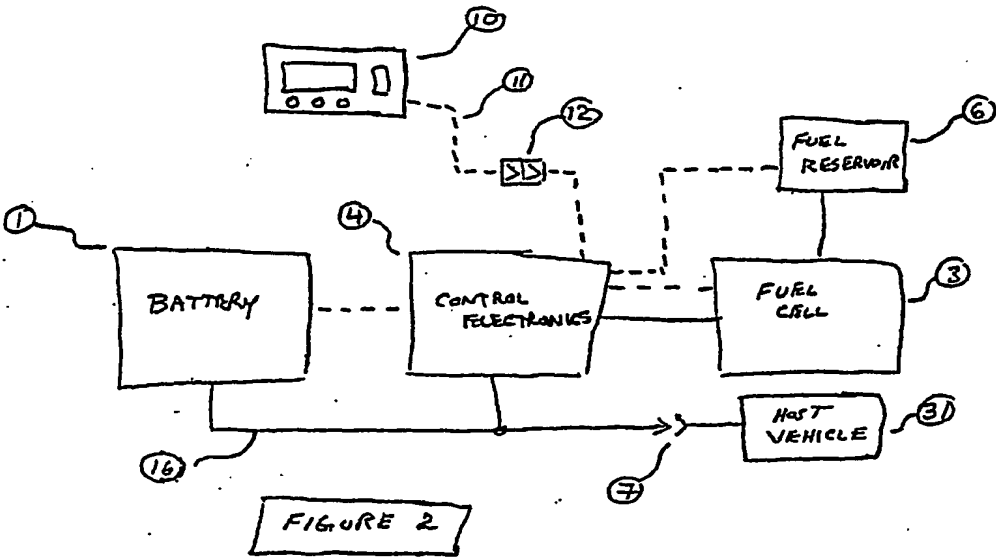 10
11
12
6
FUEL
RESERVOIR
1
4
BATTERY
CONTROL
ELECTRONICS
FUEL
CELL
3
HOST
VEHICLE
31
16
7
FIGURE 2